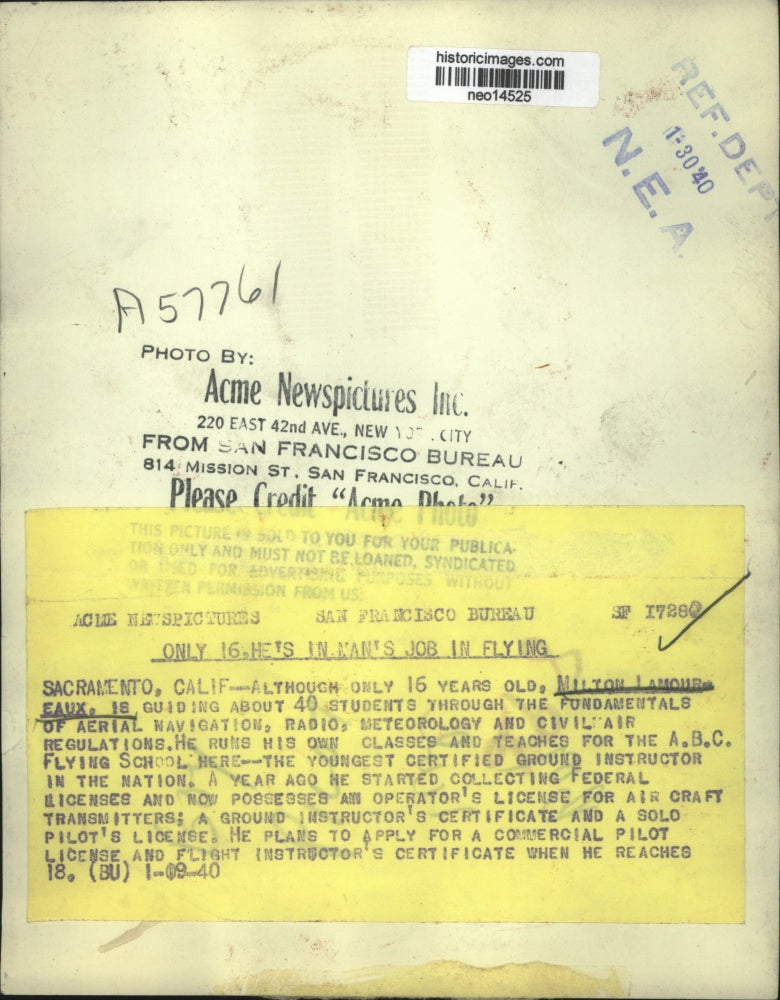 historicimages.com
neo14525
REF. DEPT
1-30'40
N. E. A.
A57761
PHOTO BY:
Acme Newspictures Inc.
220 EAST 42nd AVE., NEW CITY
FROM SAN FRANCISCO BUREAU
814 MISSION ST, SAN FRANCISCO, CALIF.
Please Credit "Acme Photo"
THIS PICTURE IS SOLD TO YOU FOR YOUR PUBLICA-
TION ONLY AND MUST NOT BE LOANED, SYNDICATED
OR USED FOR ADVERTISING PURPOSES WITHOUT
WRITTEN PERMISSION FROM US.
ACME NEWSPICTURES SAN FRANCISCO BUREAU SF
ONLY 16,HE'S IN MAN'S JOB IN FLYING
SACRAMENTO, CALIF--ALTHOUGH ONLY 16 YEARS OLD, MILTON LAMOUR-
EAUX, IS GUIDING ABOUT 40 STUDENTS THROUGH THE FUNDAMENTALS
OF AERIAL NAVIGATION, RADIO, METEOROLOGY AND CIVIL AIR
REGULATIONS.HE RUNS HIS OWN CLASSES AND TEACHES FOR THE A.B.C.
FLYING SCHOOL HERE--THE YOUNGEST CERTIFIED GROUND INSTRUCTOR
IN THE NATION. A YEAR AGO HE STARTED COLLECTING FEDERAL
LICENSES AND NOW POSSESSES AN OPERATOR'S LICENSE FOR AIR CRAFT
TRANSMITTERS; A GROUND INSTRUCTOR'S CERTIFICATE AND A SOLO
PILOT'S LICENSE. HE PLANS TO APPLY FOR A COMMERCIAL PILOT
LICENSE AND FLIGHT INSTRUCTOR'S CERTIFICATE WHEN HE REACHES
18. (BU) 1-09-40